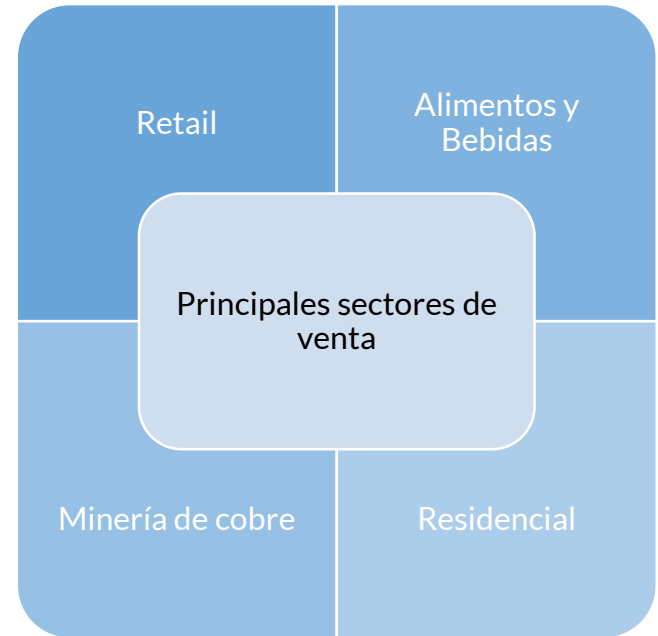 Retail
Alimentos y
Bebidas
Principales sectores de
venta
Minería de cobre
Residencial